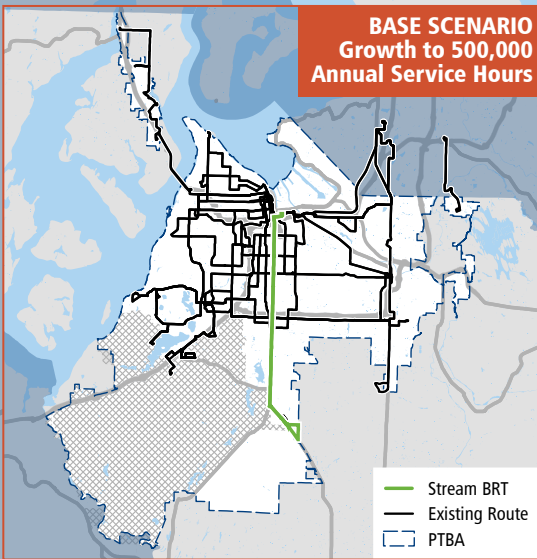 BASE SCENARIO
Growth to 500,000
Annual Service Hours
Stream BRT
Existing Route
PTBA